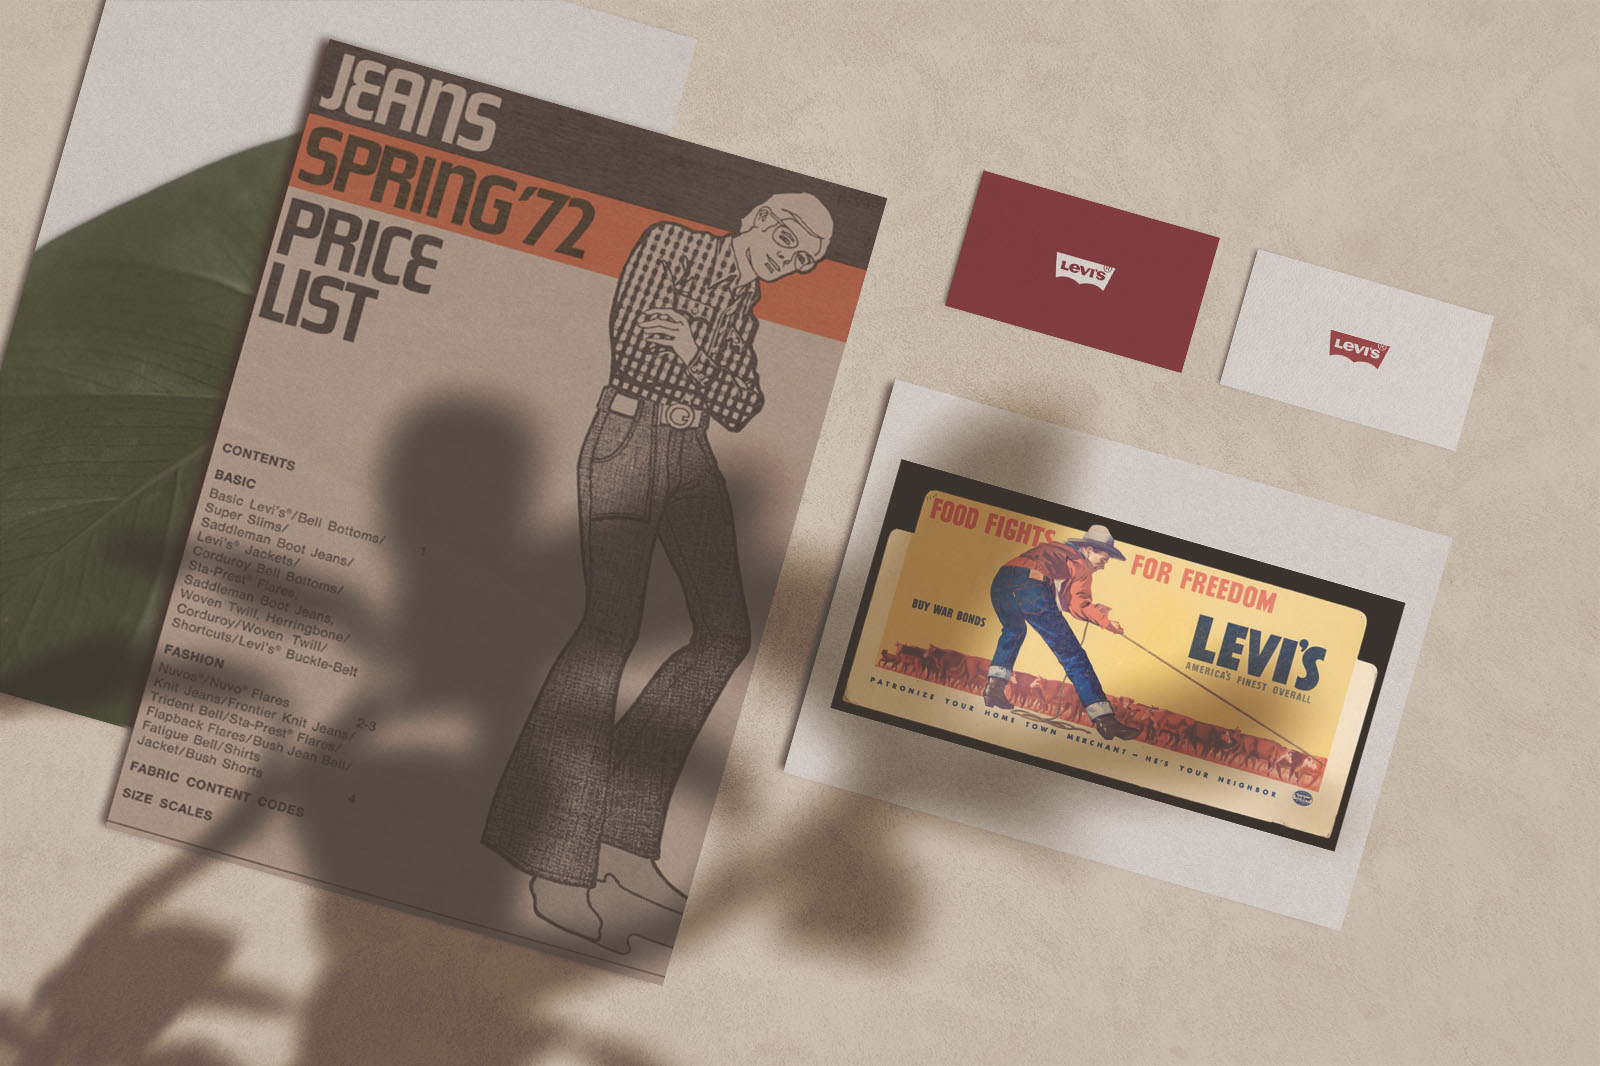 JEANS
SPRING'72
PRICE
LIST
CONTENTS
BASIC
Basic Levi's®/Bell Bottoms/
Super Slims/
Saddleman Boot Jeans/
Levi's® Jackets/ 1
Corduroy Bell Bottoms/
Sta-Prest® Flares,
Saddleman Boot Jeans,
Woven Twill, Herringbone/
Corduroy/Woven Twill/
Shortcuts/Levi's® Buckle-Belt
FASHION
Nuvos®/Nuvo® Flares
Knit Jeans/Frontier Knit Jeans/ 2-3
Trident Bell/Sta-Prest® Flares/
Flapback Flares/Bush Jean Bell/
Fatigue Bell/Shirts
Jacket/Bush Shorts
FABRIC CONTENT CODES 4
SIZE SCALES
Levi's®
Levi's®
FOOD FIGHTS
FOR FREEDOM
BUY WAR BONDS
LEVI'S
AMERICA'S FINEST OVERALL
PATRONIZE YOUR HOME TOWN MERCHANT — HE'S YOUR NEIGHBOR